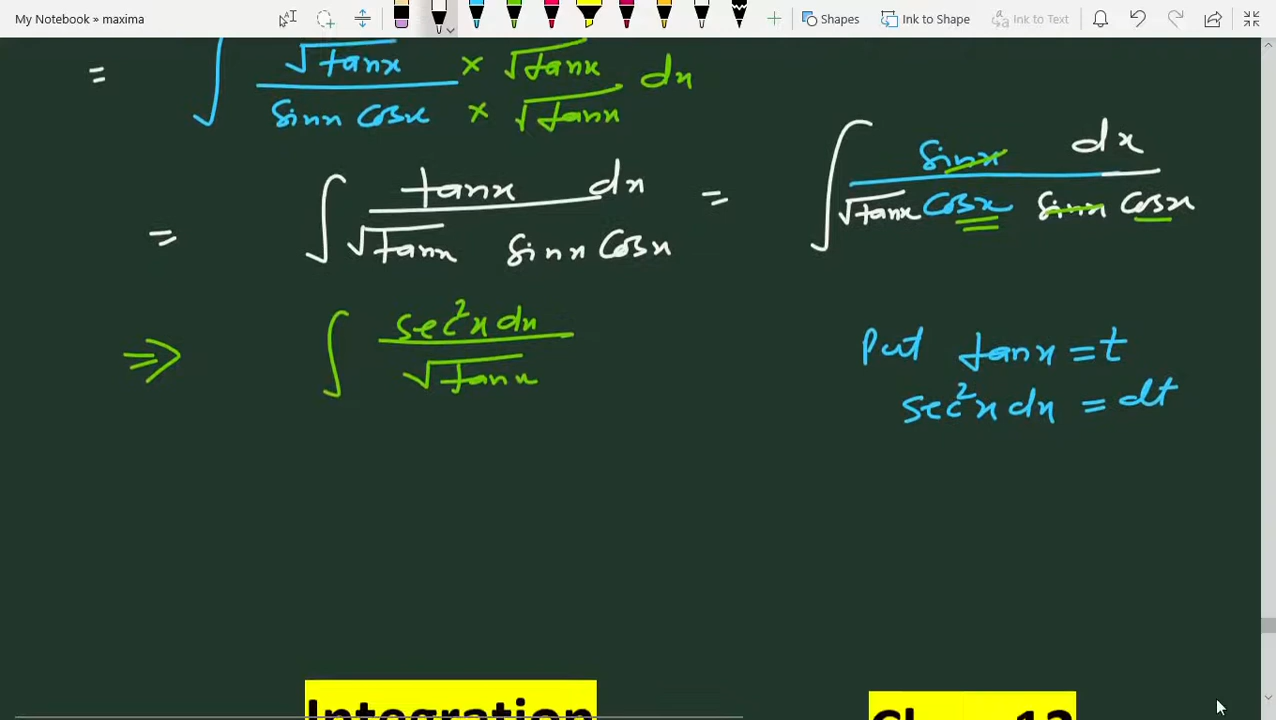 My Notebook » maxima
Shapes
Ink to Shape
Ink to Text
= ∫ √tanx / sinx cosx × √tanx / √tanx dx
= ∫ tanx dx / √tanx sinx cosx = ∫ sinx dx / √tanx cosx sinx cosx
⇒ ∫ sec²x dx / √tanx
Put tanx = t
sec²x dx = dt
Integration